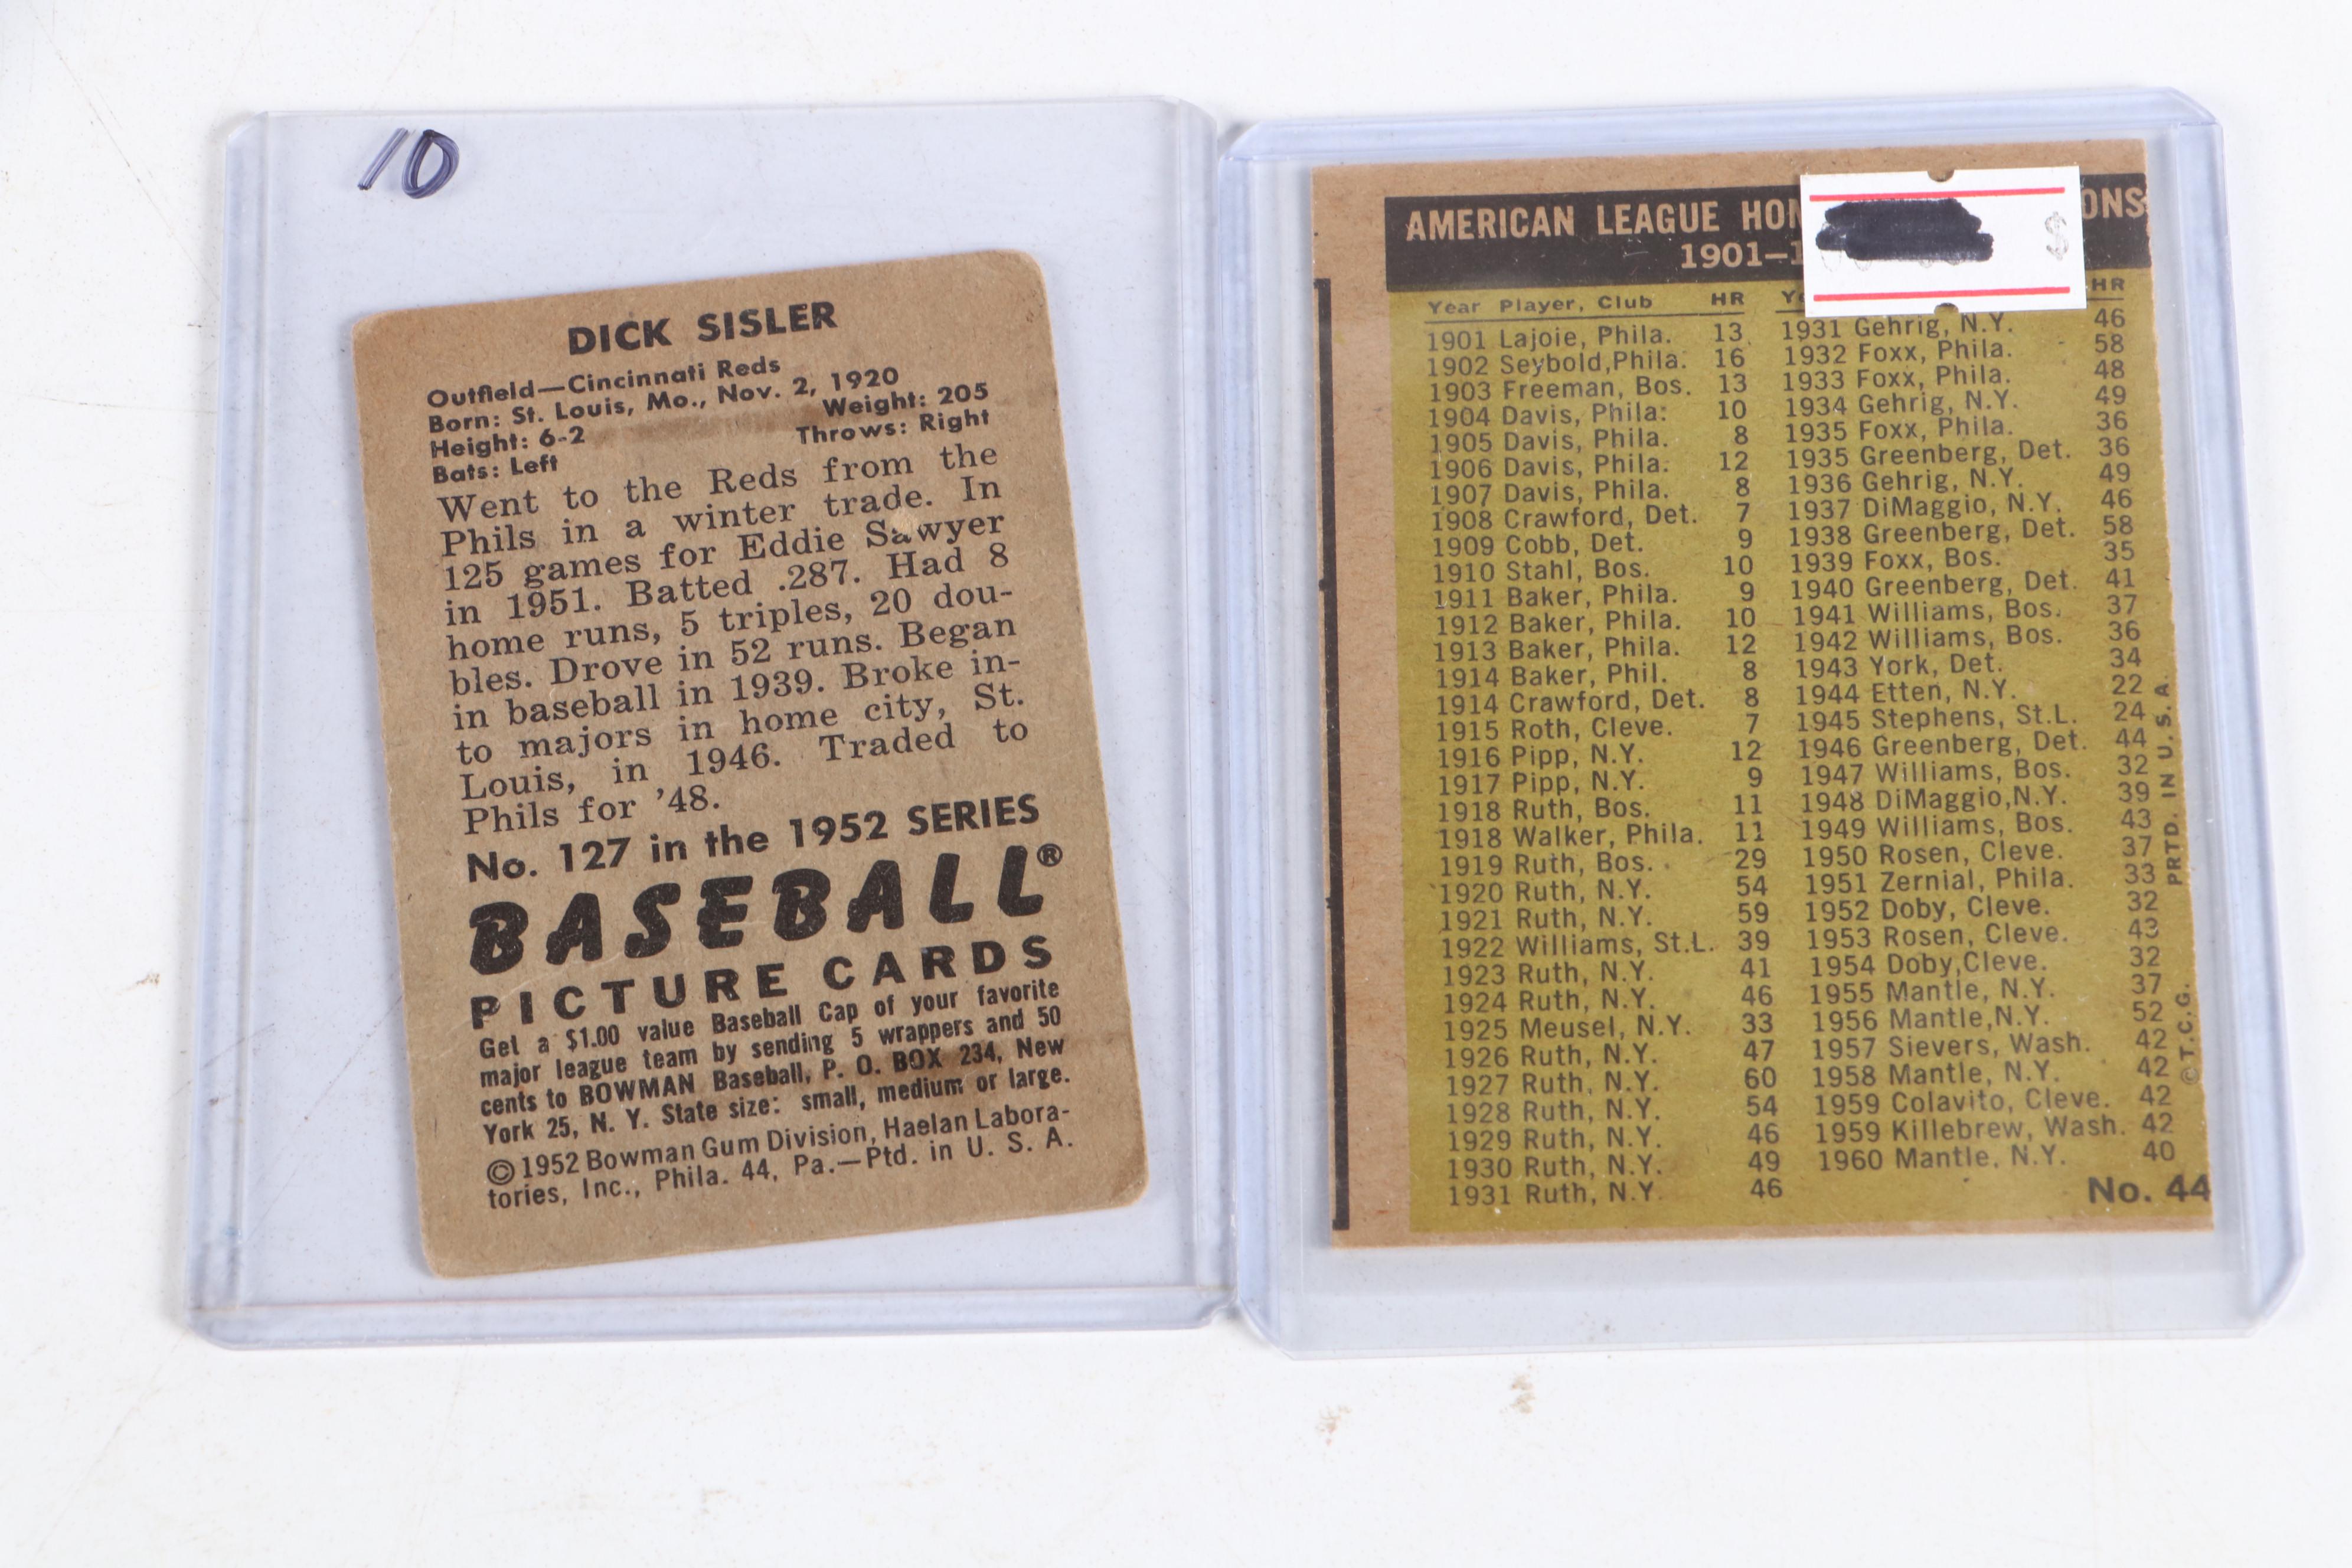 10
DICK SISLER
Outfield—Cincinnati Reds
Born: St. Louis, Mo., Nov. 2, 1920
Height: 6-2 Weight: 205
Bats: Left Throws: Right
Went to the Reds from the
Phils in a winter trade. In
125 games for Eddie Sawyer
in 1951. Batted .287. Had 8
home runs, 5 triples, 20 dou-
bles. Drove in 52 runs. Began
in baseball in 1939. Broke in-
to majors in home city, St.
Louis, in 1946. Traded to
Phils for '48.
No. 127 in the 1952 SERIES
BASEBALL®
PICTURE CARDS
Get a $1.00 value Baseball Cap of your favorite
major league team by sending 5 wrappers and 50
cents to BOWMAN Baseball, P. O. BOX 234, New
York 25, N. Y. State size: small, medium or large.
© 1952 Bowman Gum Division, Haelan Labora-
tories, Inc., Phila. 44, Pa.—Ptd. in U. S. A.
$
AMERICAN LEAGUE HOM ONS
1901–1
Year Player, Club HR
1901 Lajoie, Phila. 13
1902 Seybold,Phila. 16
1903 Freeman, Bos. 13
1904 Davis, Phila. 10
1905 Davis, Phila. 8
1906 Davis, Phila. 12
1907 Davis, Phila. 8
1908 Crawford, Det. 7
1909 Cobb, Det. 9
1910 Stahl, Bos. 10
1911 Baker, Phila. 9
1912 Baker, Phila. 10
1913 Baker, Phila. 12
1914 Baker, Phil. 8
1914 Crawford, Det. 8
1915 Roth, Cleve. 7
1916 Pipp, N.Y. 12
1917 Pipp, N.Y. 9
1918 Ruth, Bos. 11
1918 Walker, Phila. 11
1919 Ruth, Bos. 29
1920 Ruth, N.Y. 54
1921 Ruth, N.Y. 59
1922 Williams, St.L. 39
1923 Ruth, N.Y. 41
1924 Ruth, N.Y. 46
1925 Meusel, N.Y. 33
1926 Ruth, N.Y. 47
1927 Ruth, N.Y. 60
1928 Ruth, N.Y. 54
1929 Ruth, N.Y. 46
1930 Ruth, N.Y. 49
1931 Ruth, N.Y. 46
HR
1931 Gehrig, N.Y. 46
1932 Foxx, Phila. 58
1933 Foxx, Phila. 48
1934 Gehrig, N.Y. 49
1935 Foxx, Phila. 36
1935 Greenberg, Det. 36
1936 Gehrig, N.Y. 49
1937 DiMaggio, N.Y. 46
1938 Greenberg, Det. 58
1939 Foxx, Bos. 35
1940 Greenberg, Det. 41
1941 Williams, Bos. 37
1942 Williams, Bos. 36
1943 York, Det. 34
1944 Etten, N.Y. 22
1945 Stephens, St.L. 24
1946 Greenberg, Det. 44
1947 Williams, Bos. 32
1948 DiMaggio,N.Y. 39
1949 Williams, Bos. 43
1950 Rosen, Cleve. 37
1951 Zernial, Phila. 33
1952 Doby, Cleve. 32
1953 Rosen, Cleve. 43
1954 Doby,Cleve. 32
1955 Mantle, N.Y. 37
1956 Mantle,N.Y. 52
1957 Sievers, Wash. 42
1958 Mantle, N.Y. 42
1959 Colavito, Cleve. 42
1959 Killebrew, Wash. 42
1960 Mantle, N.Y. 40
No. 44
© T.C.G. PRTD. IN U.S.A.